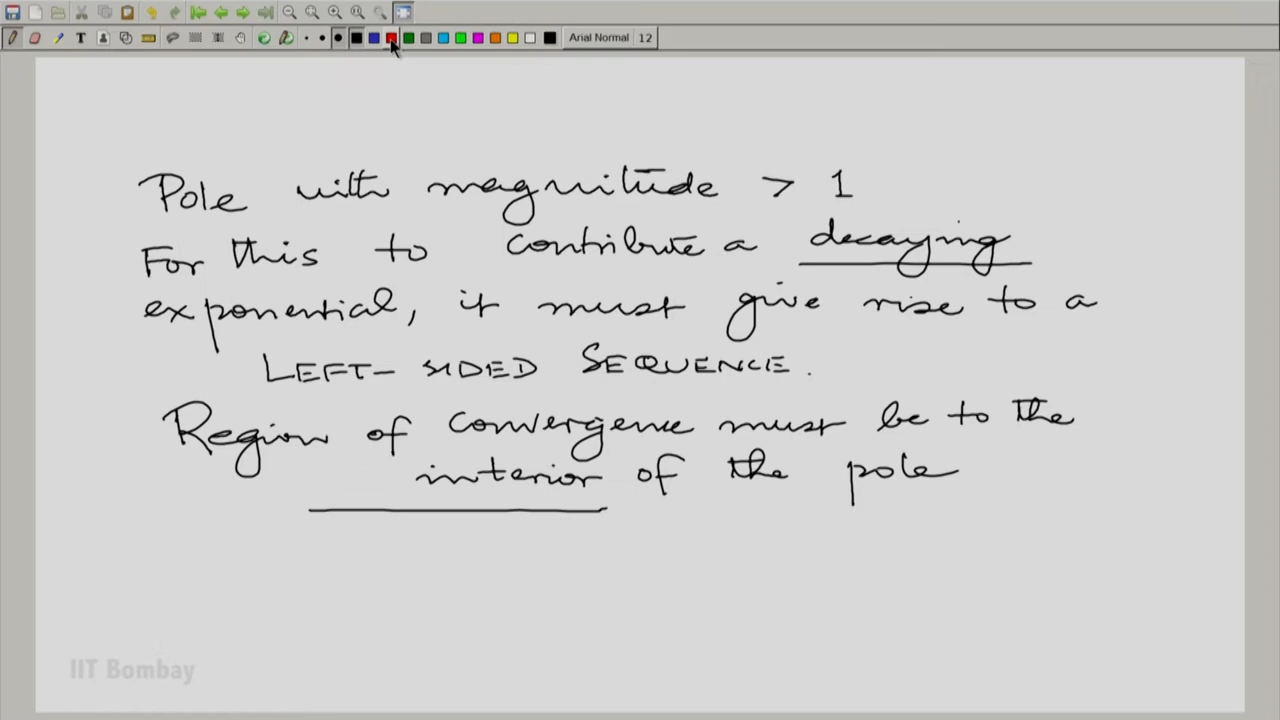 Arial Normal 12
Pole with magnitude > 1
For this to contribute a decaying
exponential, it must give rise to a
LEFT-SIDED SEQUENCE.
Region of convergence must be to the
interior of the pole
IIT Bombay